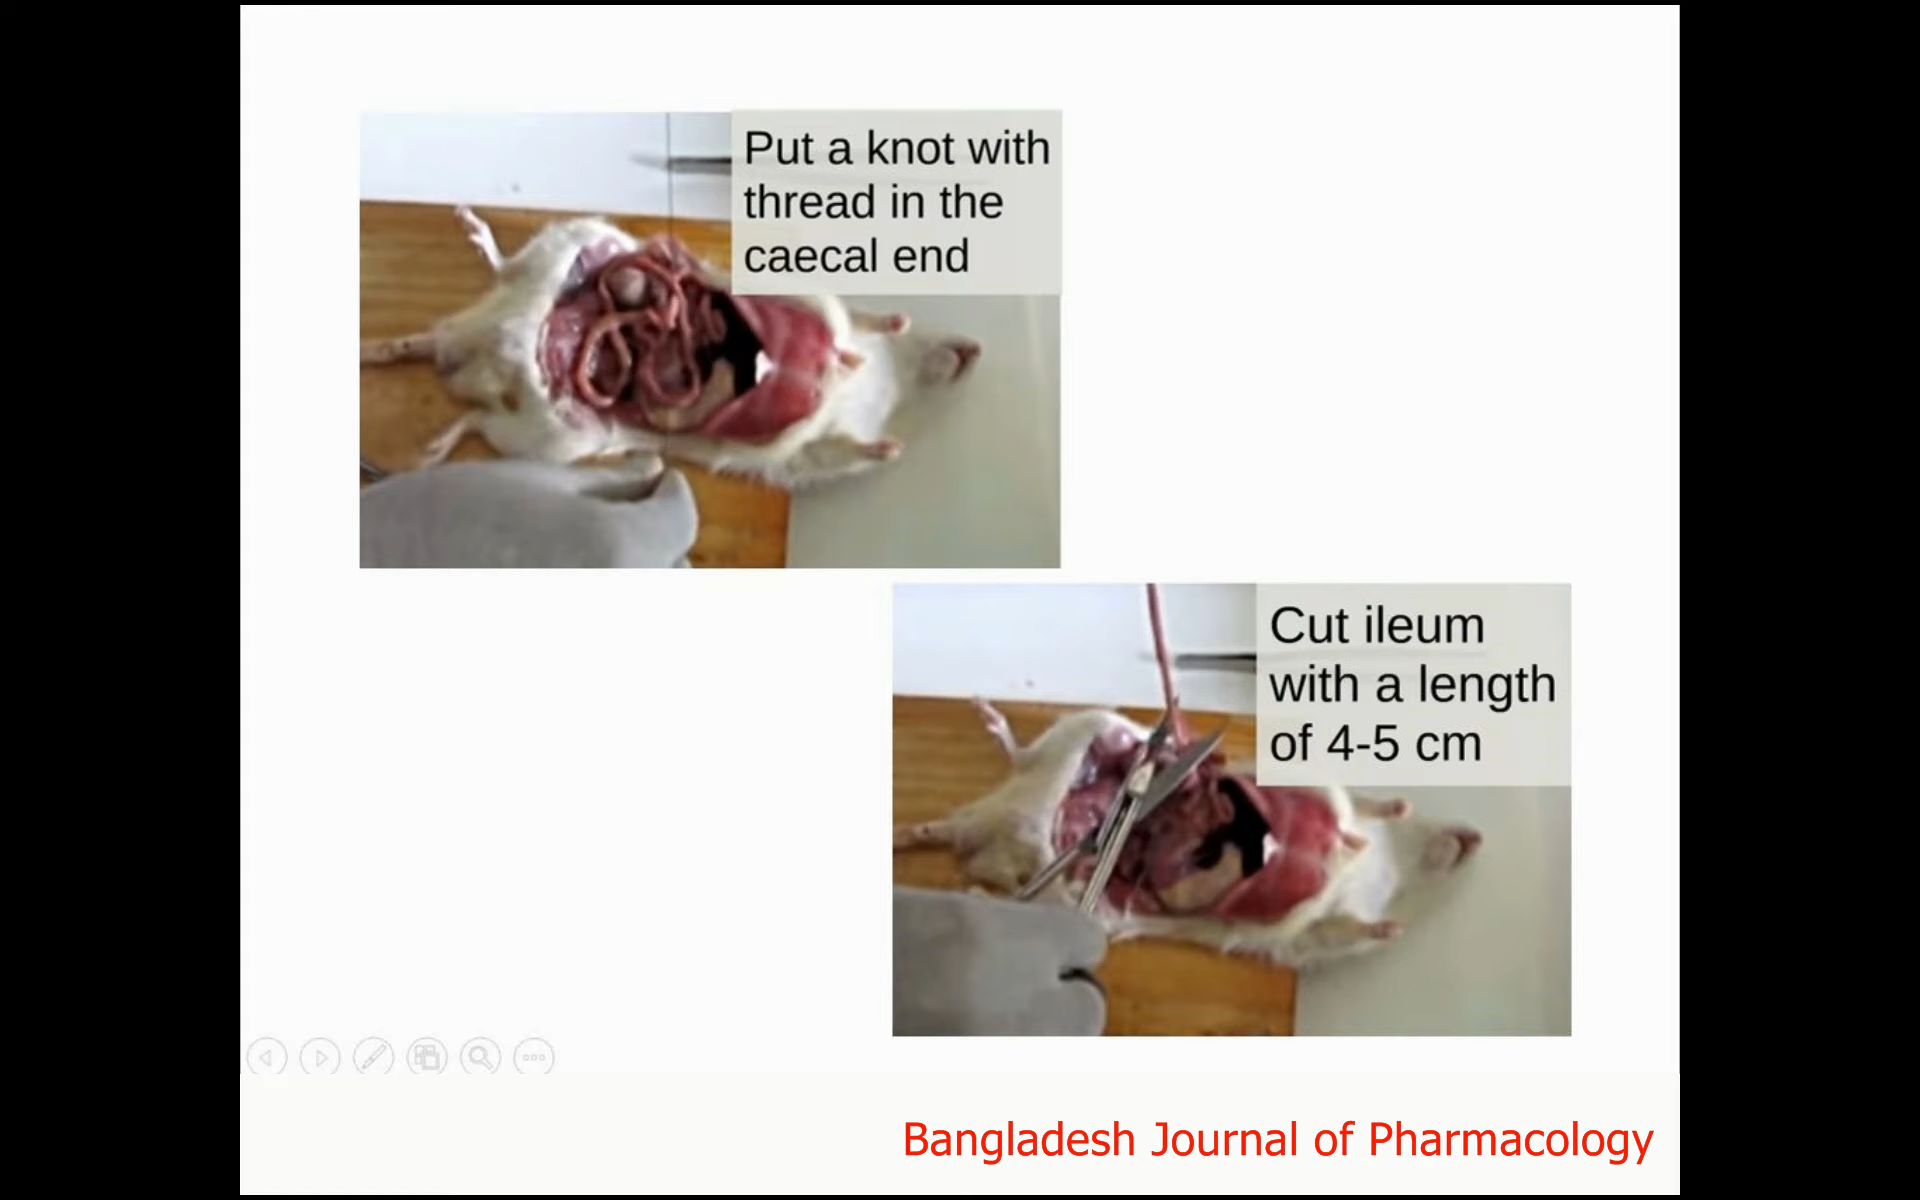 Put a knot with
thread in the
caecal end
Cut ileum
with a length
of 4-5 cm
Bangladesh Journal of Pharmacology